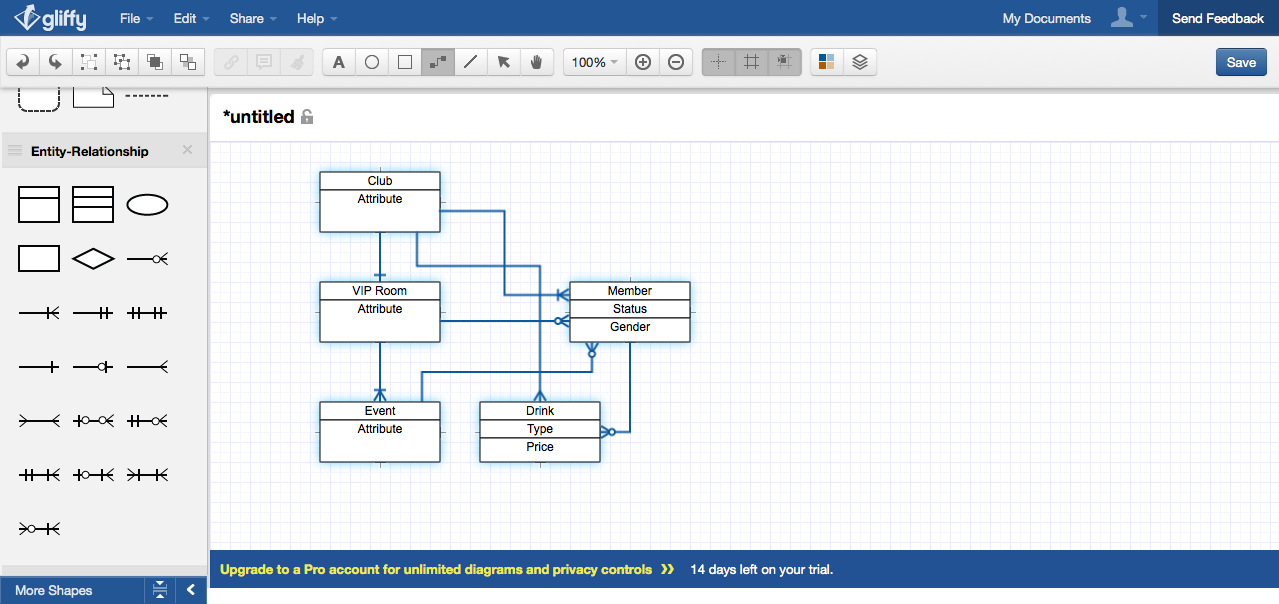 gliffy File Edit Share Help My Documents Send Feedback
A 100% Save
*untitled
Entity-Relationship
Club
Attribute
VIP Room
Attribute
Member
Status
Gender
Event
Attribute
Drink
Type
Price
Upgrade to a Pro account for unlimited diagrams and privacy controls 14 days left on your trial.
More Shapes